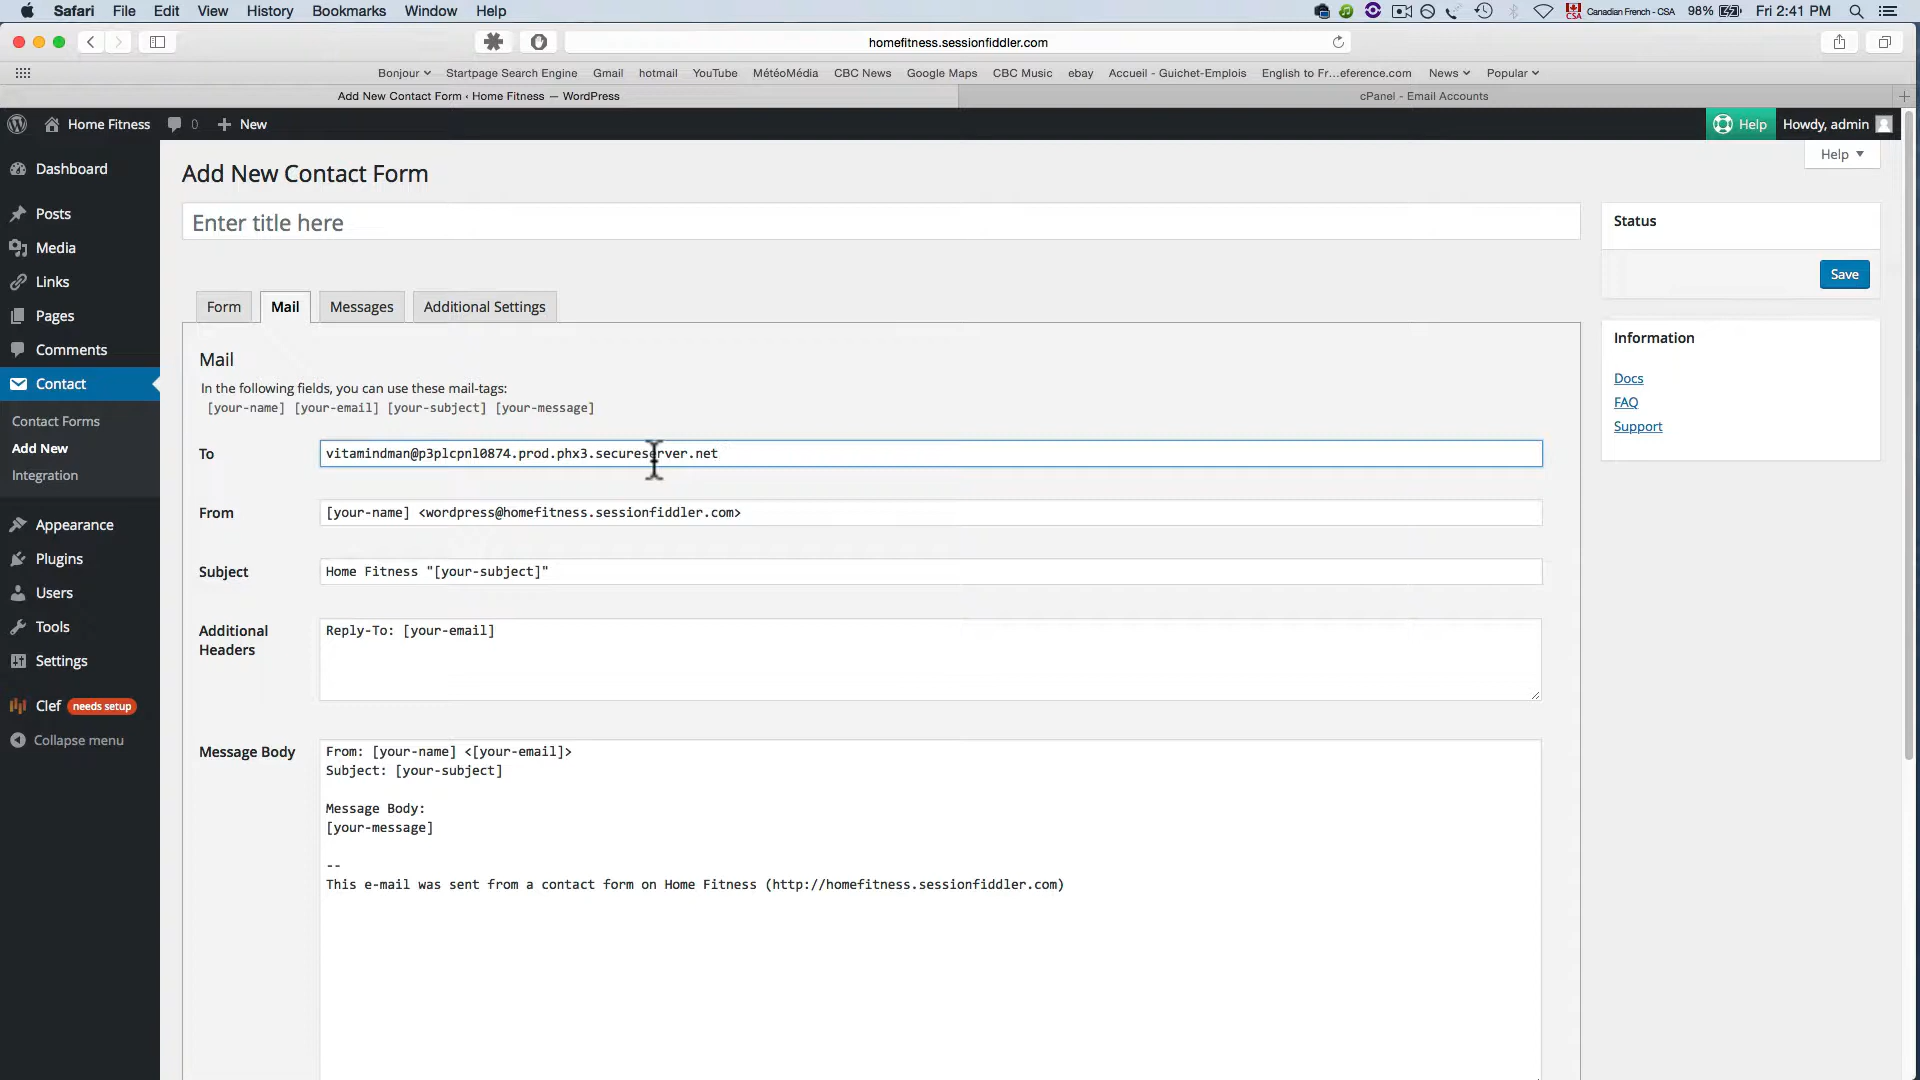 Safari File Edit View History Bookmarks Window Help
CSA Canadian French - CSA 98% Fri 2:41 PM
homefitness.sessionfiddler.com
Bonjour Startpage Search Engine Gmail hotmail YouTube MétéoMédia CBC News Google Maps CBC Music ebay Accueil - Guichet-Emplois English to Fr...eference.com News Popular
Add New Contact Form ‹ Home Fitness — WordPress cPanel - Email Accounts
Home Fitness 0 New Help Howdy, admin
Help
Dashboard
Posts
Media
Links
Pages
Comments
Contact
Contact Forms
Add New
Integration
Appearance
Plugins
Users
Tools
Settings
Clef needs setup
Collapse menu
Add New Contact Form
Enter title here
Form Mail Messages Additional Settings
Mail
In the following fields, you can use these mail-tags:
[your-name] [your-email] [your-subject] [your-message]
To vitamindman@p3plcpnl0874.prod.phx3.secureserver.net
From [your-name] <wordpress@homefitness.sessionfiddler.com>
Subject Home Fitness "[your-subject]"
Additional Headers Reply-To: [your-email]
Message Body From: [your-name] <[your-email]>
Subject: [your-subject]
Message Body:
[your-message]
--
This e-mail was sent from a contact form on Home Fitness (http://homefitness.sessionfiddler.com)
Status
Save
Information
Docs
FAQ
Support